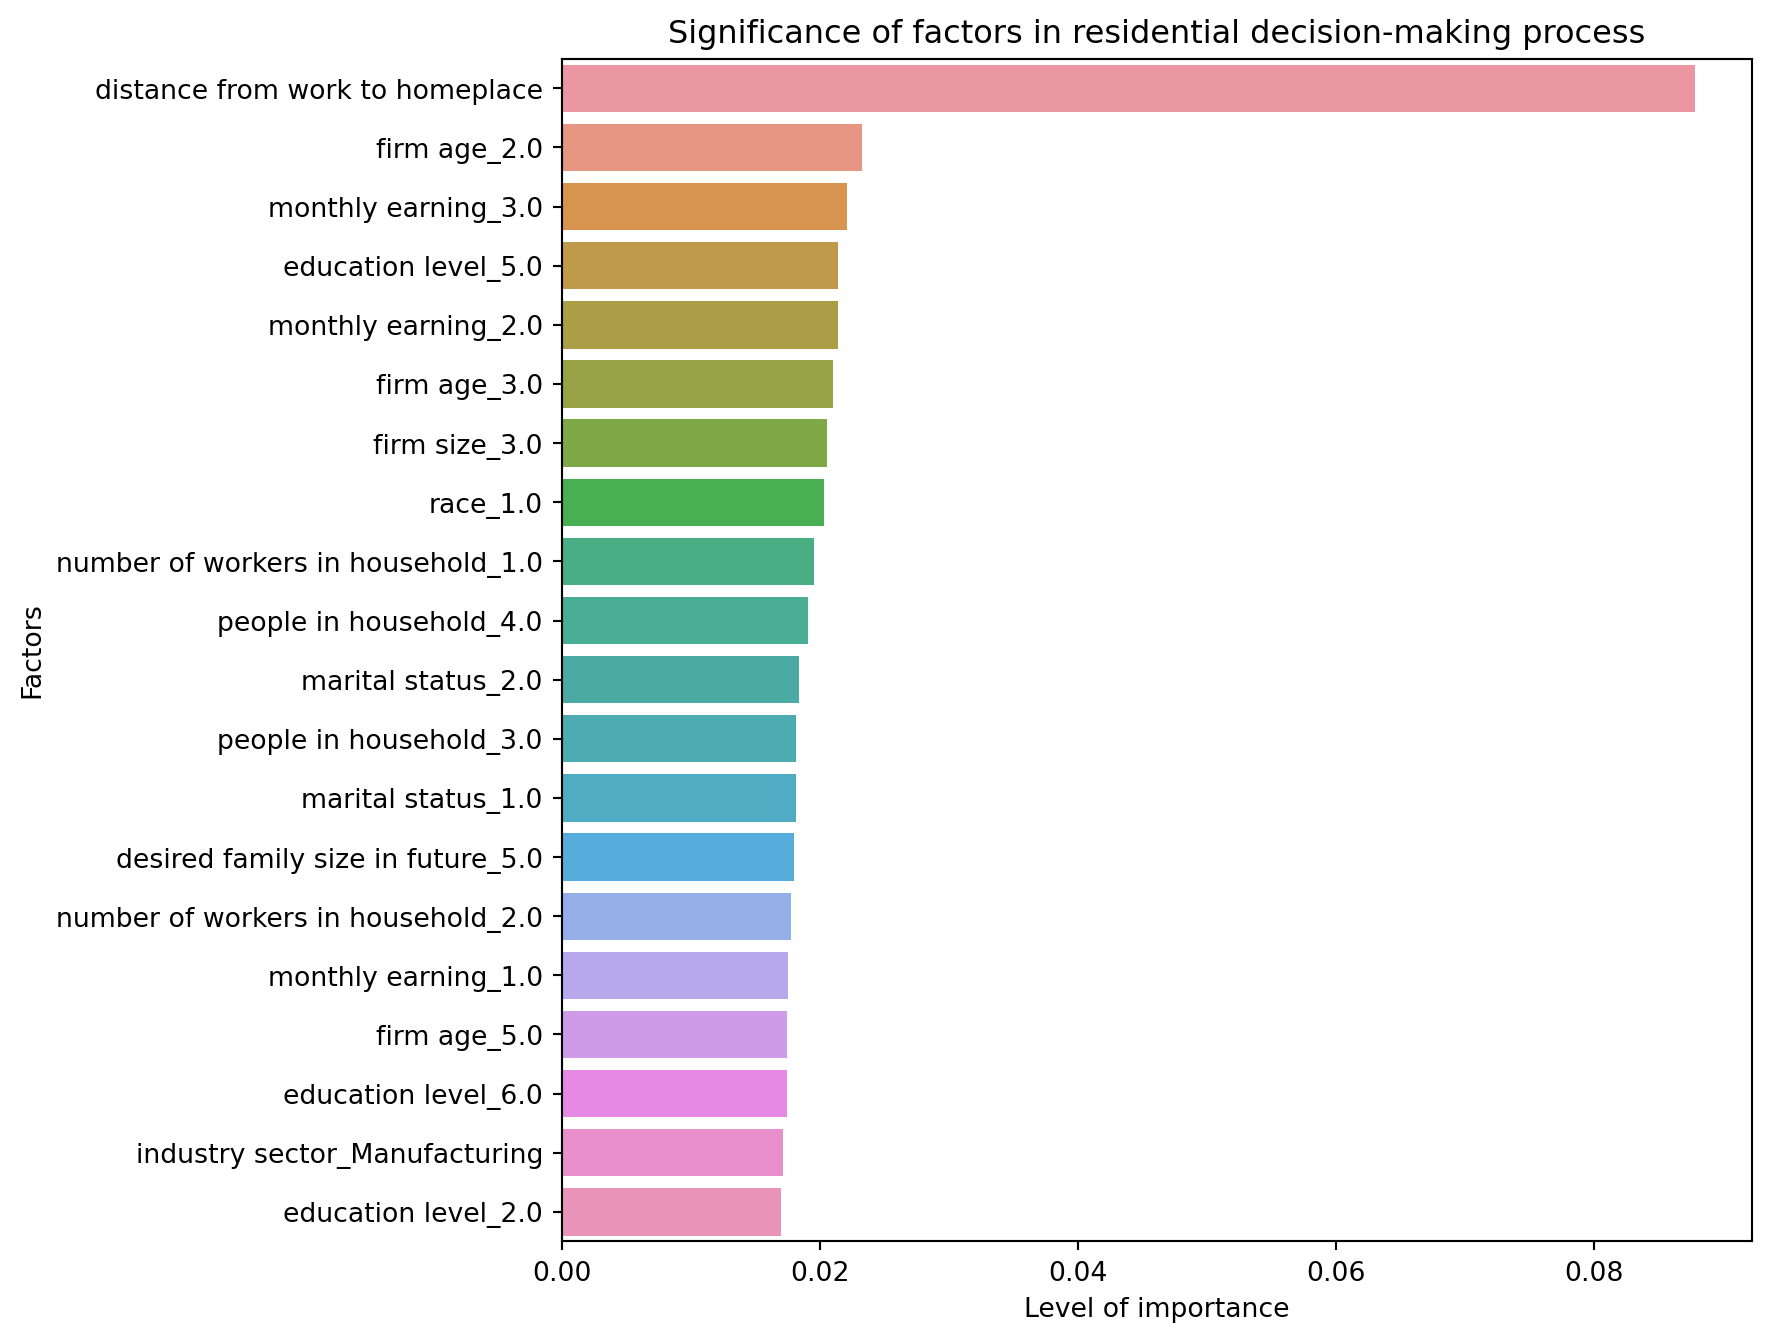 Significance of factors in residential decision-making process
distance from work to homeplace
firm age_2.0
monthly earning_3.0
education level_5.0
monthly earning_2.0
firm age_3.0
firm size_3.0
race_1.0
number of workers in household_1.0
people in household_4.0
marital status_2.0
people in household_3.0
marital status_1.0
desired family size in future_5.0
number of workers in household_2.0
monthly earning_1.0
firm age_5.0
education level_6.0
industry sector_Manufacturing
education level_2.0
Factors
0.00 0.02 0.04 0.06 0.08
Level of importance